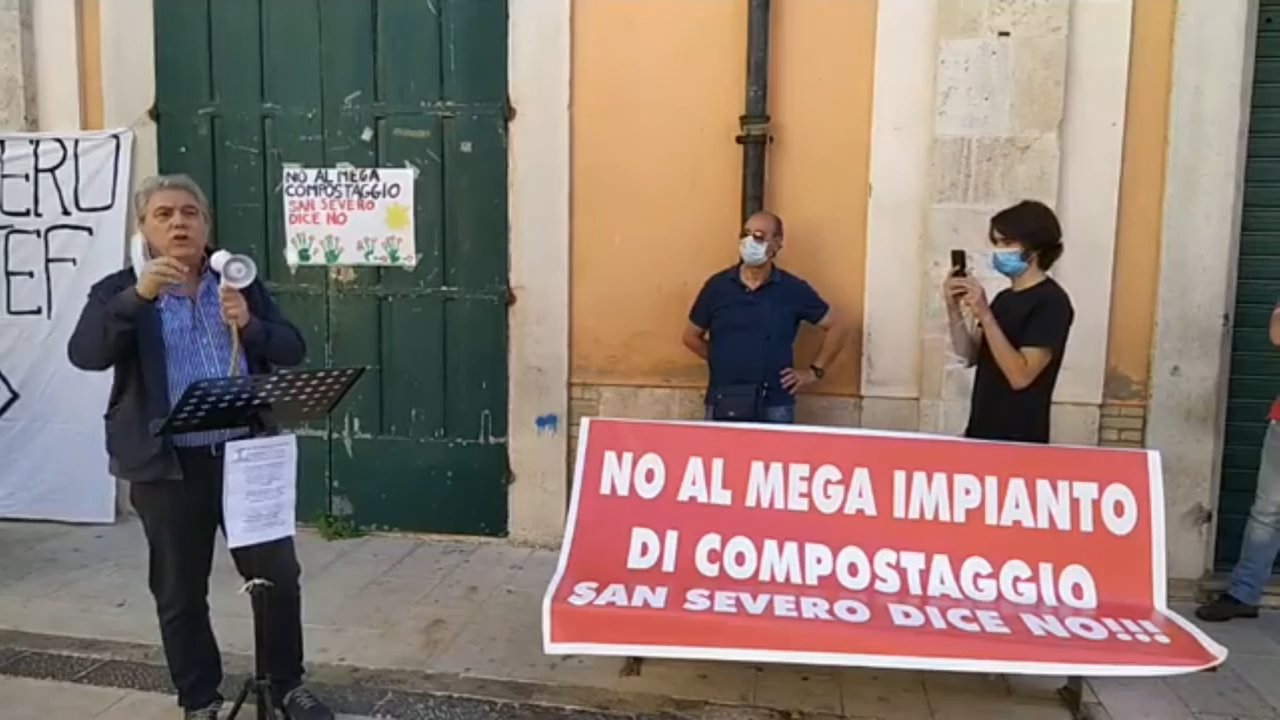 NO AL MEGA
COMPOSTAGGIO
SAN SEVERO
DICE NO
NO AL MEGA IMPIANTO
DI COMPOSTAGGIO
SAN SEVERO DICE NO!!!